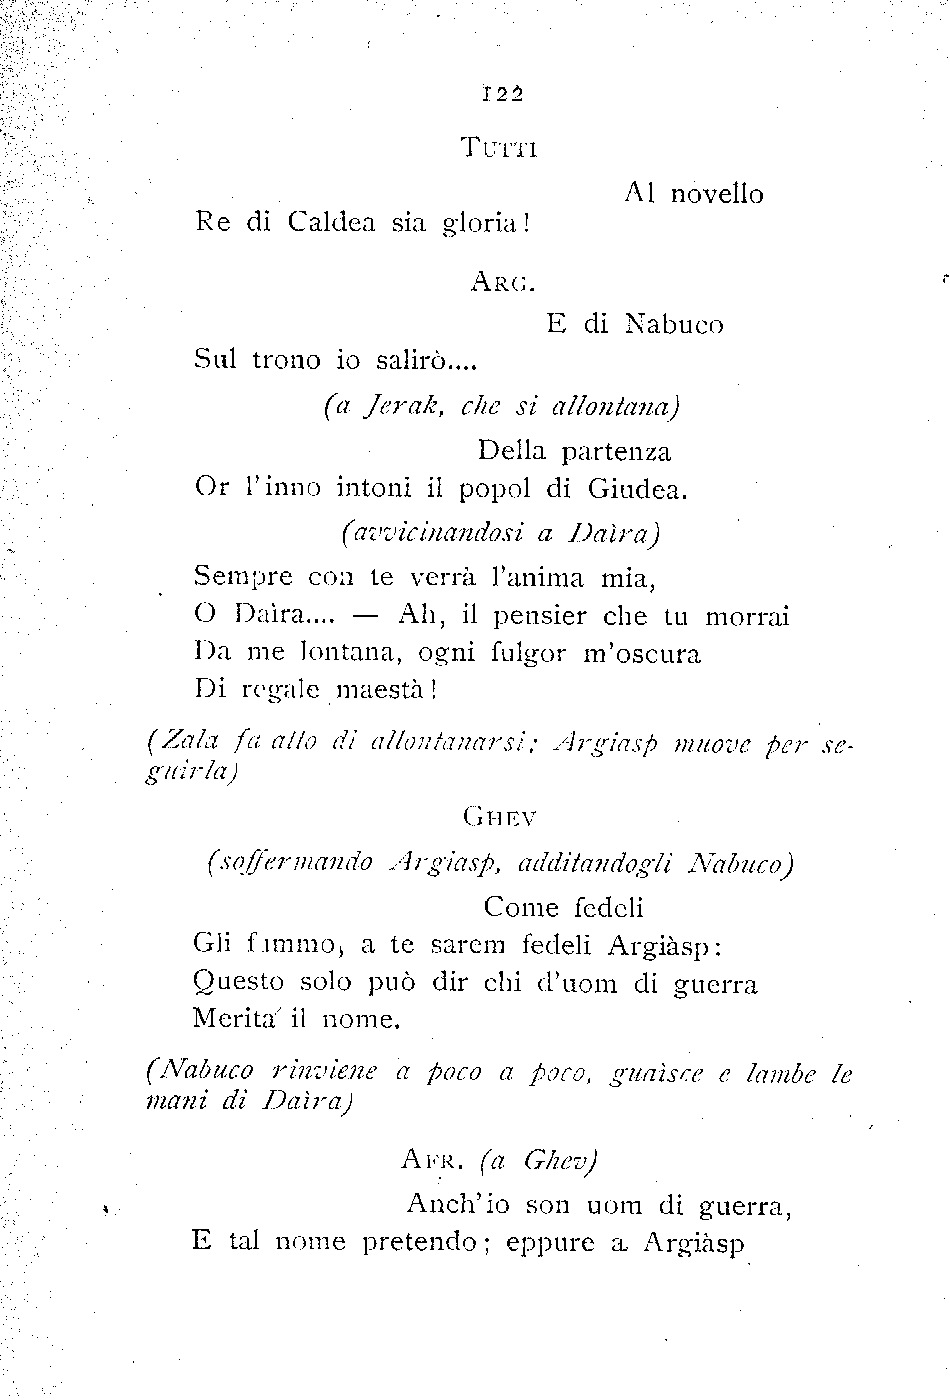 122
TUTTI
Al novello
Re di Caldea sia gloria!
ARG.
E di Nabuco
Sul trono io salirò....
(a Jerak, che si allontana)
Della partenza
Or l'inno intoni il popol di Giudea.
(avvicinandosi a Daìra)
Sempre con te verrà l'anima mia,
O Daìra.... — Ah, il pensier che tu morrai
Da me lontana, ogni fulgor m'oscura
Di regale maestà!
(Zala fa atto di allontanarsi; Argiasp muove per se-
guirla)
GHEV
(soffermando Argiasp, additandogli Nabuco)
Come fedeli
Gli fummo, a te sarem fedeli Argiàsp:
Questo solo può dir chi d'uom di guerra
Merita il nome.
(Nabuco rinviene a poco a poco, guaìsce e lambe le
mani di Daìra)
AFR. (a Ghev)
Anch'io son uom di guerra,
E tal nome pretendo; eppure a Argiàsp